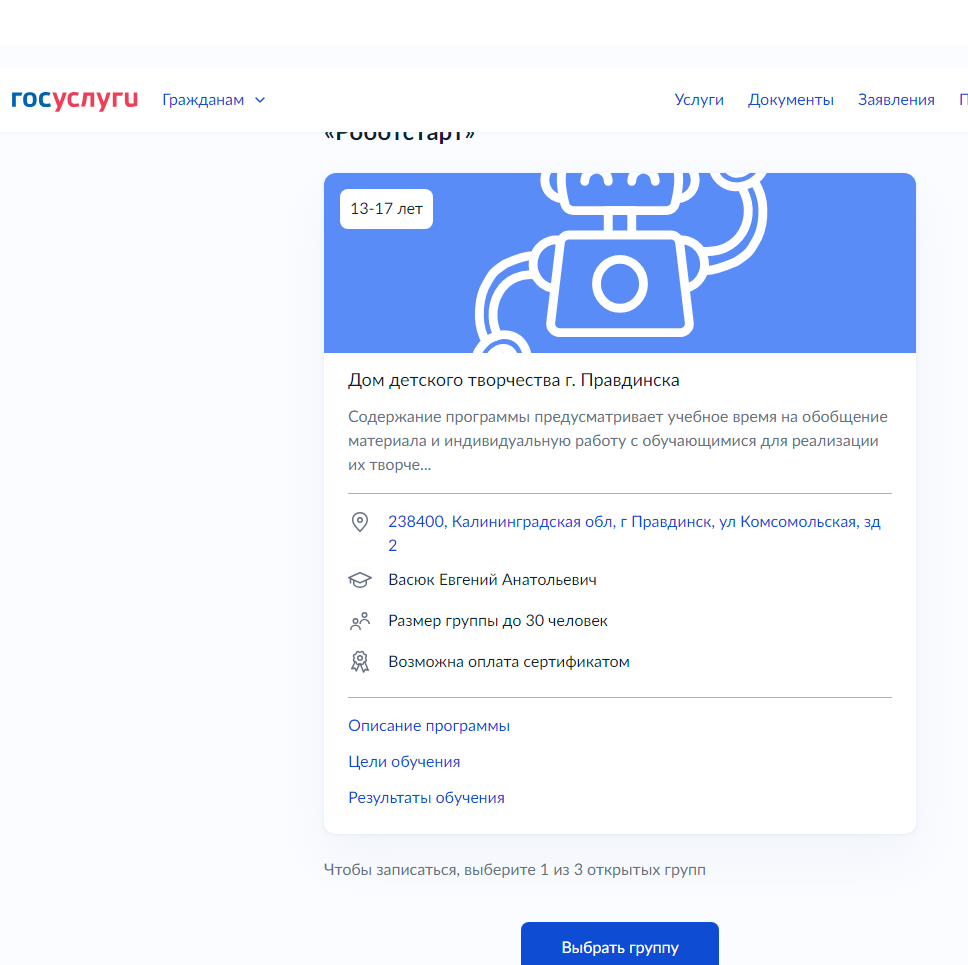 госуслуги Гражданам Услуги Документы Заявления
«Роботстарт»
13-17 лет
Дом детского творчества г. Правдинска
Содержание программы предусматривает учебное время на обобщение
материала и индивидуальную работу с обучающимися для реализации
их творче...
238400, Калининградская обл, г Правдинск, ул Комсомольская, зд
2
Васюк Евгений Анатольевич
Размер группы до 30 человек
Возможна оплата сертификатом
Описание программы
Цели обучения
Результаты обучения
Чтобы записаться, выберите 1 из 3 открытых групп
Выбрать группу